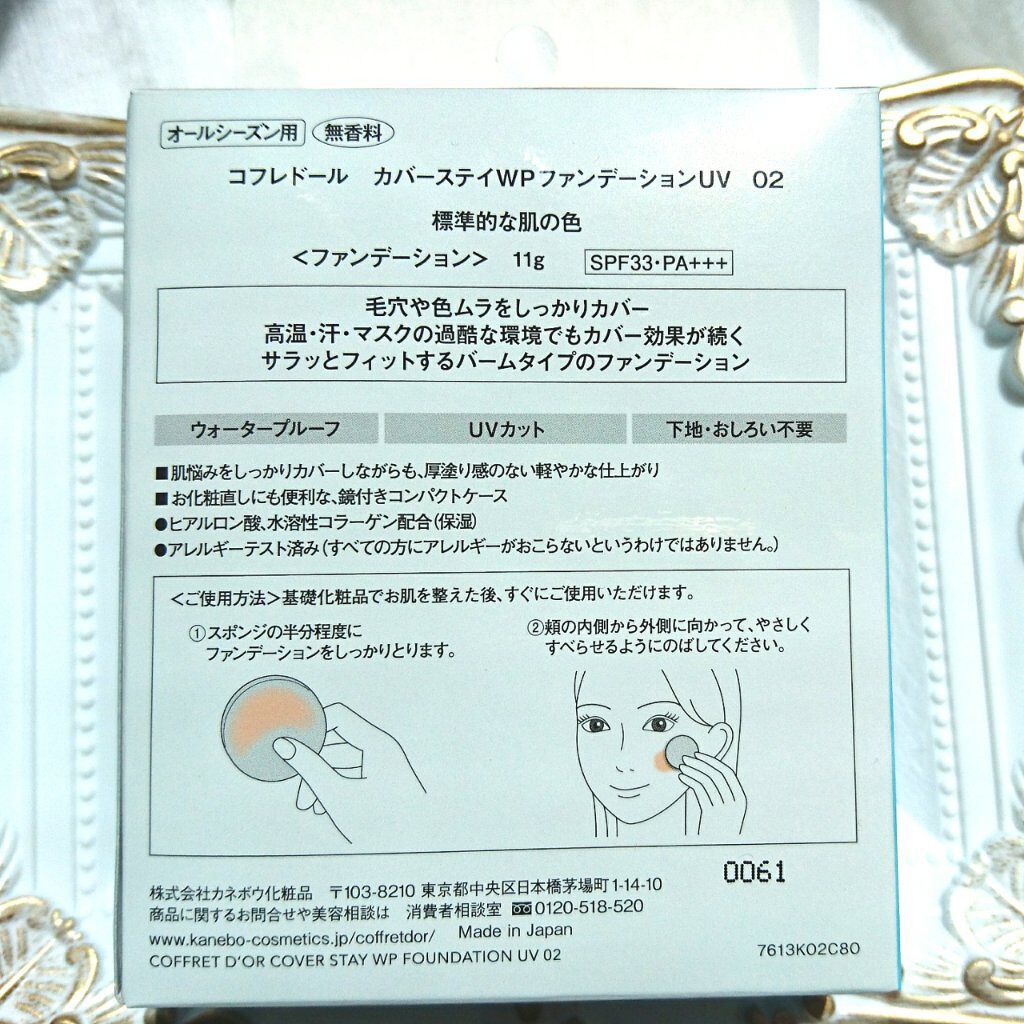 オールシーズン用 無香料
コフレドール カバーステイWPファンデーションUV 02
標準的な肌の色
<ファンデーション> 11g SPF33・PA+++
毛穴や色ムラをしっかりカバー
高温・汗・マスクの過酷な環境でもカバー効果が続く
サラッとフィットするバームタイプのファンデーション
ウォータープルーフ UVカット 下地・おしろい不要
■肌悩みをしっかりカバーしながらも、厚塗り感のない軽やかな仕上がり
■お化粧直しにも便利な、鏡付きコンパクトケース
●ヒアルロン酸、水溶性コラーゲン配合(保湿)
●アレルギーテスト済み(すべての方にアレルギーがおこらないというわけではありません。)
<ご使用方法>基礎化粧品でお肌を整えた後、すぐにご使用いただけます。
①スポンジの半分程度に
ファンデーションをしっかりとります。
②頬の内側から外側に向かって、やさしく
すべらせるようにのばしてください。
0061
株式会社カネボウ化粧品 〒103-8210 東京都中央区日本橋茅場町1-14-10
商品に関するお問合せや美容相談は 消費者相談室 0120-518-520
www.kanebo-cosmetics.jp/coffretdor/ Made in Japan
COFFRET D'OR COVER STAY WP FOUNDATION UV 02
7613K02C80